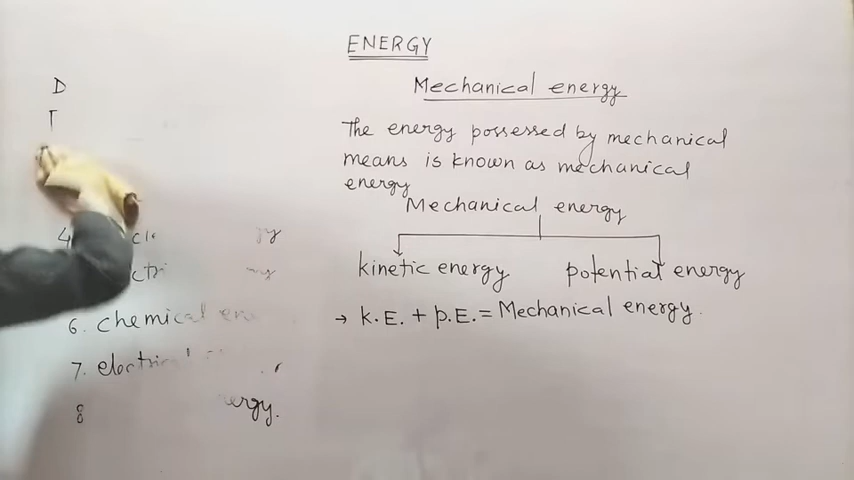 ENERGY
Mechanical energy
The energy possessed by mechanical
means is known as mechanical
energy
Mechanical energy
kinetic energy potential energy
→ K.E. + P.E. = Mechanical energy.
D
4
6. chemical
7.
8